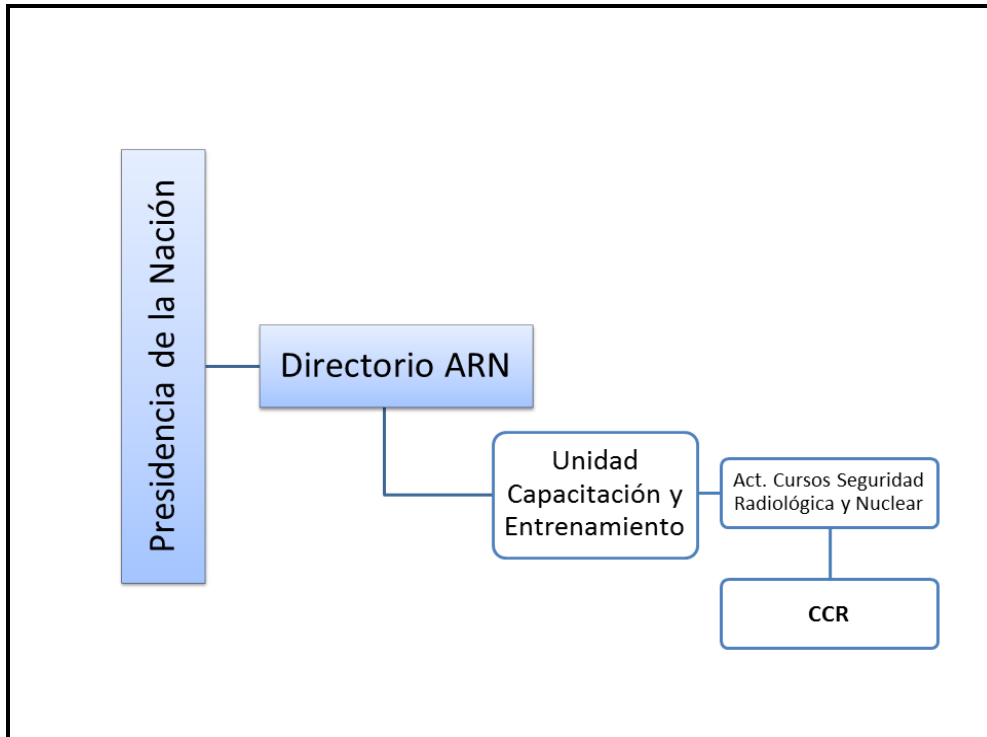 Presidencia de la Nación
Directorio ARN
Unidad
Capacitación y
Entrenamiento
Act. Cursos Seguridad
Radiológica y Nuclear
CCR